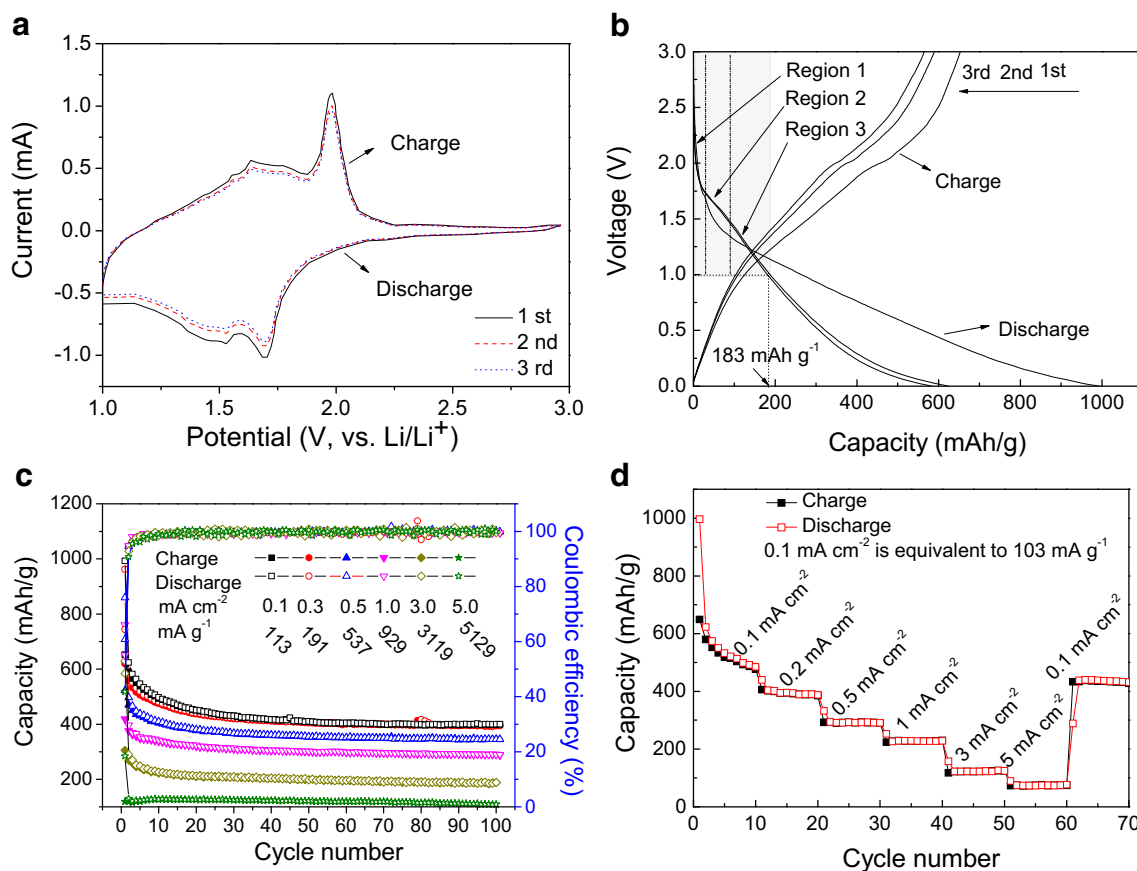 a
1.5
1.0
0.5
0.0
-0.5
-1.0
Current (mA)
Charge
Discharge
1 st
2 nd
3 rd
1.0 1.5 2.0 2.5 3.0
Potential (V, vs. Li/Li+)
b
3.0
2.5
2.0
1.5
1.0
0.5
0.0
Voltage (V)
Region 1
Region 2
Region 3
3rd 2nd 1st
Charge
Discharge
183 mAh g-1
0 200 400 600 800 1000
Capacity (mAh/g)
c
1200
1100
1000
800
600
400
200
Capacity (mAh/g)
Charge
Discharge
mA cm-2 0.1 0.3 0.5 1.0 3.0 5.0
mA g-1 113 191 537 929 3119 5129
100
80
60
40
20
0
Coulombic efficiency (%)
0 10 20 30 40 50 60 70 80 90 100
Cycle number
d
1000
800
600
400
200
0
Capacity (mAh/g)
Charge
Discharge
0.1 mA cm-2 is equivalent to 103 mA g-1
0.1 mA cm-2
0.2 mA cm-2
0.5 mA cm-2
1 mA cm-2
3 mA cm-2
5 mA cm-2
0.1 mA cm-2
0 10 20 30 40 50 60 70
Cycle number